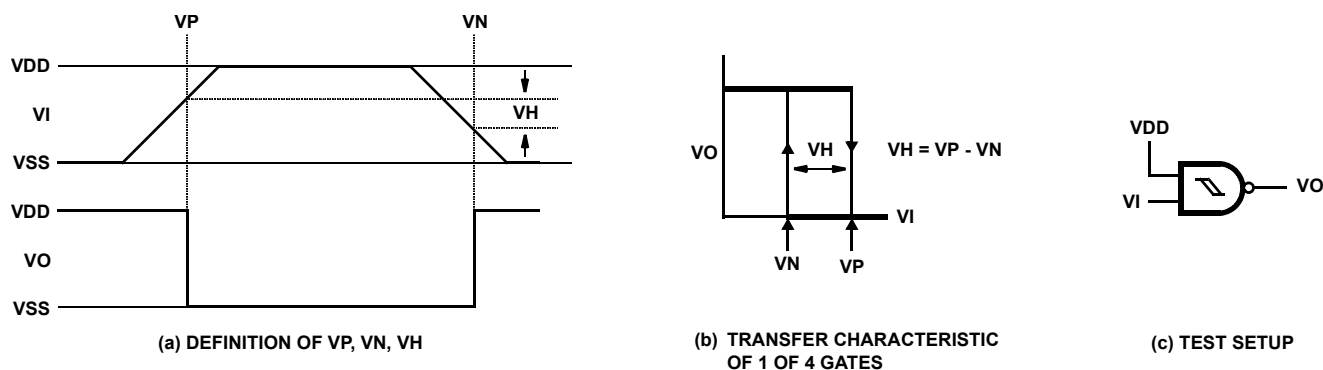 VP
VN
VDD
VI
VH
VSS
VDD
VO
VSS
(a) DEFINITION OF VP, VN, VH
VO
VH
VH = VP - VN
VI
VN
VP
(b) TRANSFER CHARACTERISTIC
OF 1 OF 4 GATES
VDD
VI
VO
(c) TEST SETUP